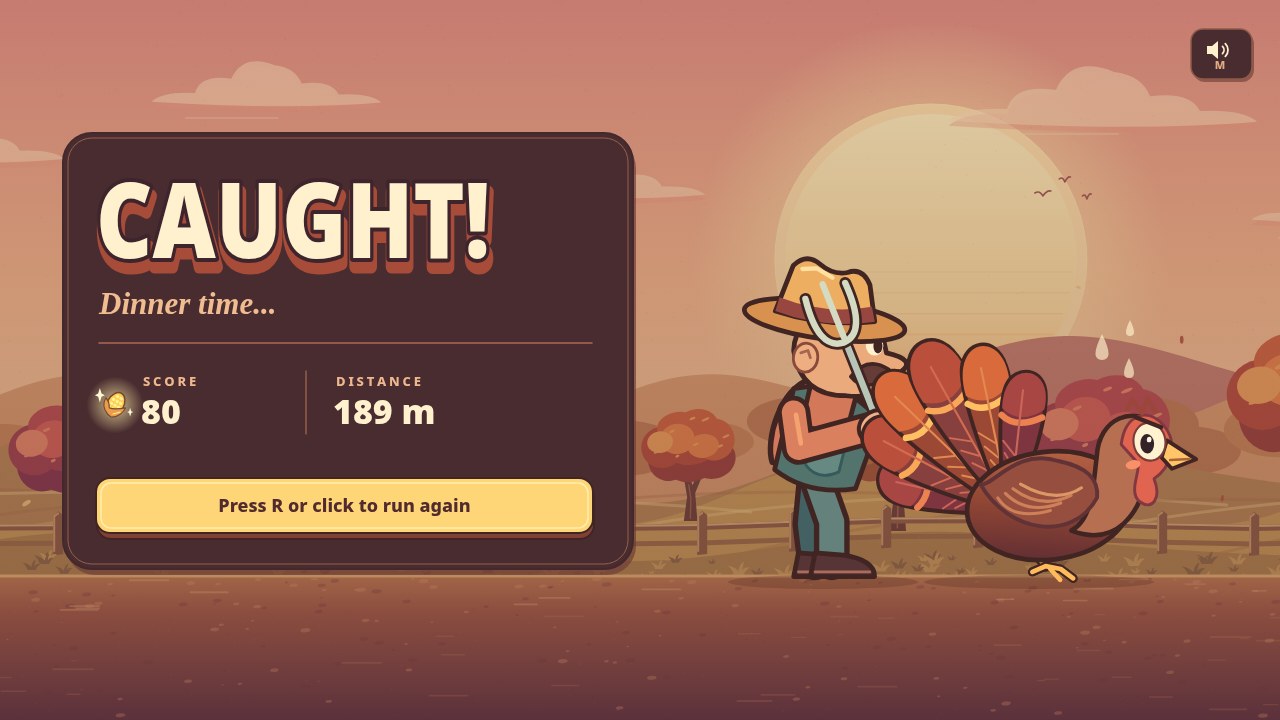 M
CAUGHT!
Dinner time...
SCORE
80
DISTANCE
189 m
Press R or click to run again